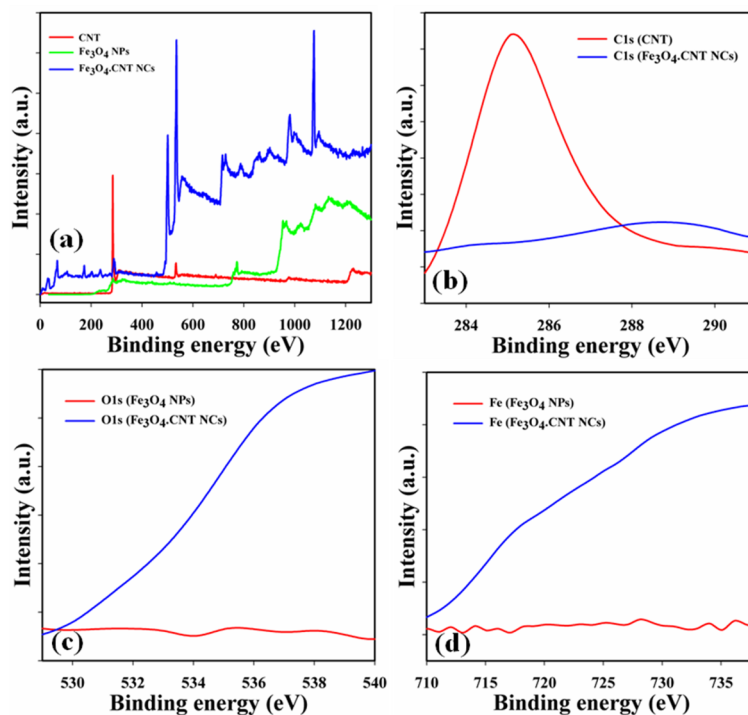 CNT
Fe3O4 NPs
Fe3O4.CNT NCs
(a)
Intensity (a.u.)
0 200 400 600 800 1000 1200
Binding energy (eV)
C1s (CNT)
C1s (Fe3O4.CNT NCs)
(b)
Intensity (a.u.)
284 286 288 290
Binding energy (eV)
O1s (Fe3O4 NPs)
O1s (Fe3O4.CNT NCs)
(c)
Intensity (a.u.)
530 532 534 536 538 540
Binding energy (eV)
Fe (Fe3O4 NPs)
Fe (Fe3O4.CNT NCs)
(d)
Intensity (a.u.)
710 715 720 725 730 735
Binding energy (eV)